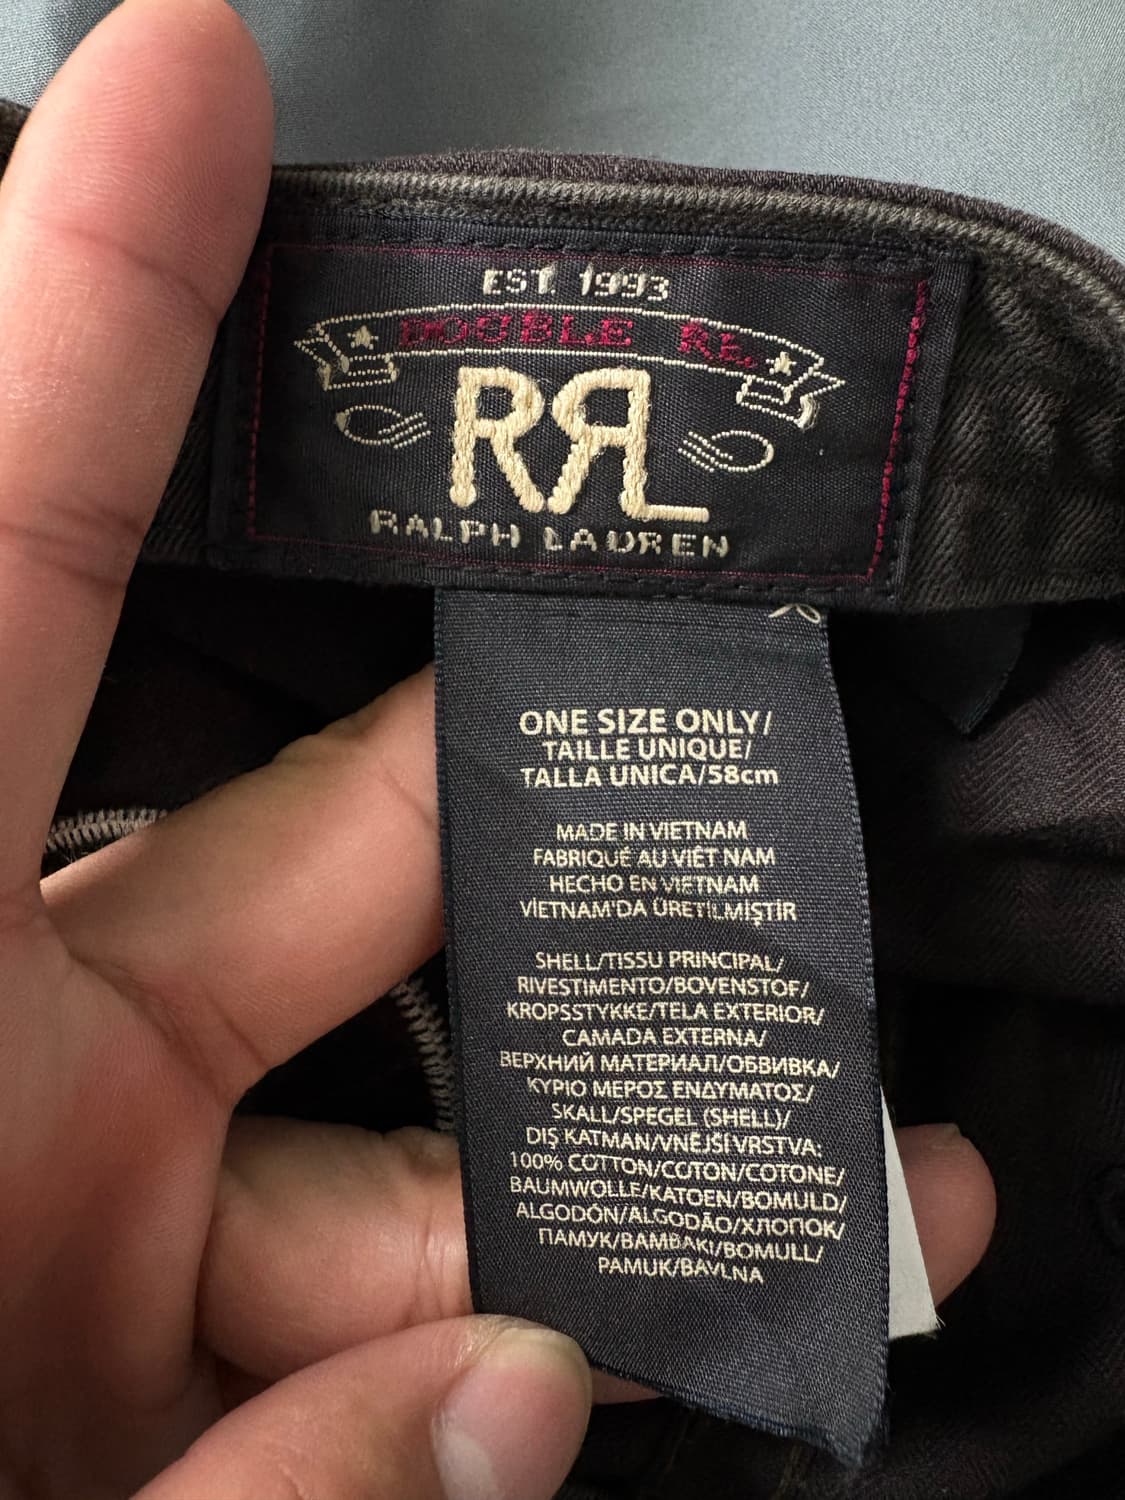 EST. 1993
DOUBLE RL
RRL
RALPH LAUREN
ONE SIZE ONLY/
TAILLE UNIQUE/
TALLA UNICA/58cm
MADE IN VIETNAM
FABRIQUÉ AU VIÊT NAM
HECHO EN VIETNAM
VİETNAM'DA ÜRETİLMİŞTİR
SHELL/TISSU PRINCIPAL/
RIVESTIMENTO/BOVENSTOF/
KROPSSTYKKE/TELA EXTERIOR/
CAMADA EXTERNA/
ВЕРХНИЙ МАТЕРИАЛ/ОБВИВКА/
ΚΥΡΙΟ ΜΕΡΟΣ ΕΝΔΥΜΑΤΟΣ/
SKALL/SPEGEL (SHELL)/
DIŞ KATMAN/VNĚJŠÍ VRSTVA:
100% COTTON/COTON/COTONE/
BAUMWOLLE/KATOEN/BOMULD/
ALGODÓN/ALGODÃO/ХЛОПОК/
ПАМУК/ΒΑΜΒΑΚΙ/BOMULL/
PAMUK/BAVLNA